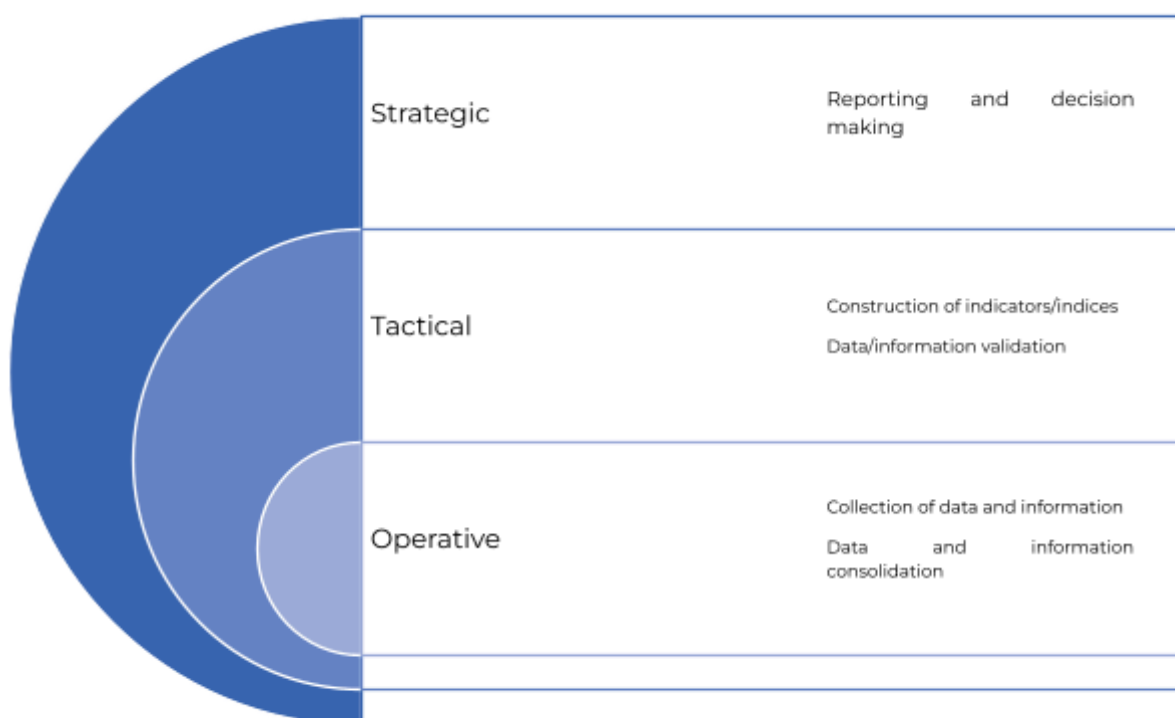 Strategic
Reporting and decision
making
Tactical
Construction of indicators/indices
Data/information validation
Operative
Collection of data and information
Data and information
consolidation